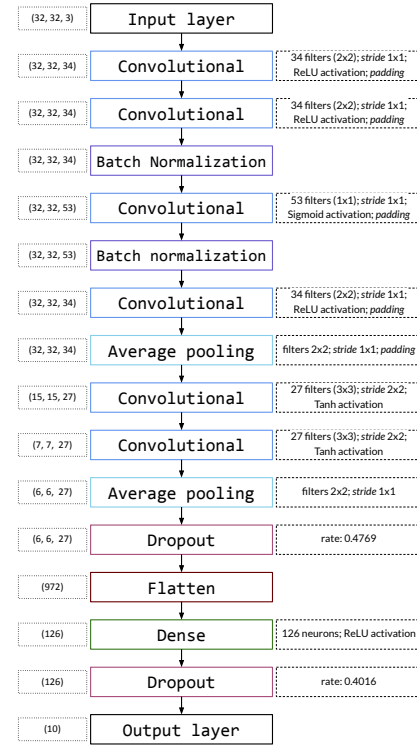 (32, 32, 3) Input layer
(32, 32, 34) Convolutional 34 filters (2x2); stride 1x1;
ReLU activation; padding
(32, 32, 34) Convolutional 34 filters (2x2); stride 1x1;
ReLU activation; padding
(32, 32, 34) Batch Normalization
(32, 32, 53) Convolutional 53 filters (1x1); stride 1x1;
Sigmoid activation; padding
(32, 32, 53) Batch normalization
(32, 32, 34) Convolutional 34 filters (2x2); stride 1x1;
ReLU activation; padding
(32, 32, 34) Average pooling filters 2x2; stride 1x1; padding
(15, 15, 27) Convolutional 27 filters (3x3); stride 2x2;
Tanh activation
(7, 7, 27) Convolutional 27 filters (3x3); stride 2x2;
Tanh activation
(6, 6, 27) Average pooling filters 2x2; stride 1x1
(6, 6, 27) Dropout rate: 0.4769
(972) Flatten
(126) Dense 126 neurons; ReLU activation
(126) Dropout rate: 0.4016
(10) Output layer